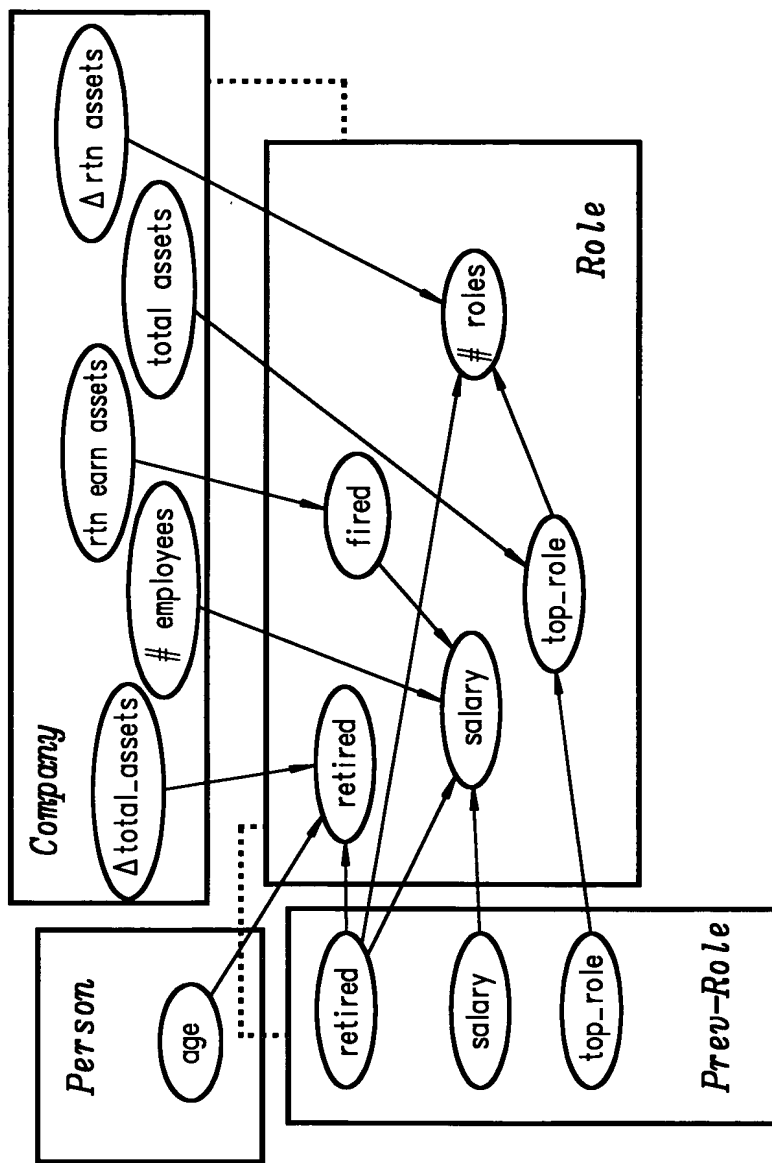 Person
age
Company
Δtotal_assets
# employees
rtn earn assets
total assets
Δ rtn assets
Prev-Role
retired
salary
top_role
Role
retired
fired
salary
# roles
top_role